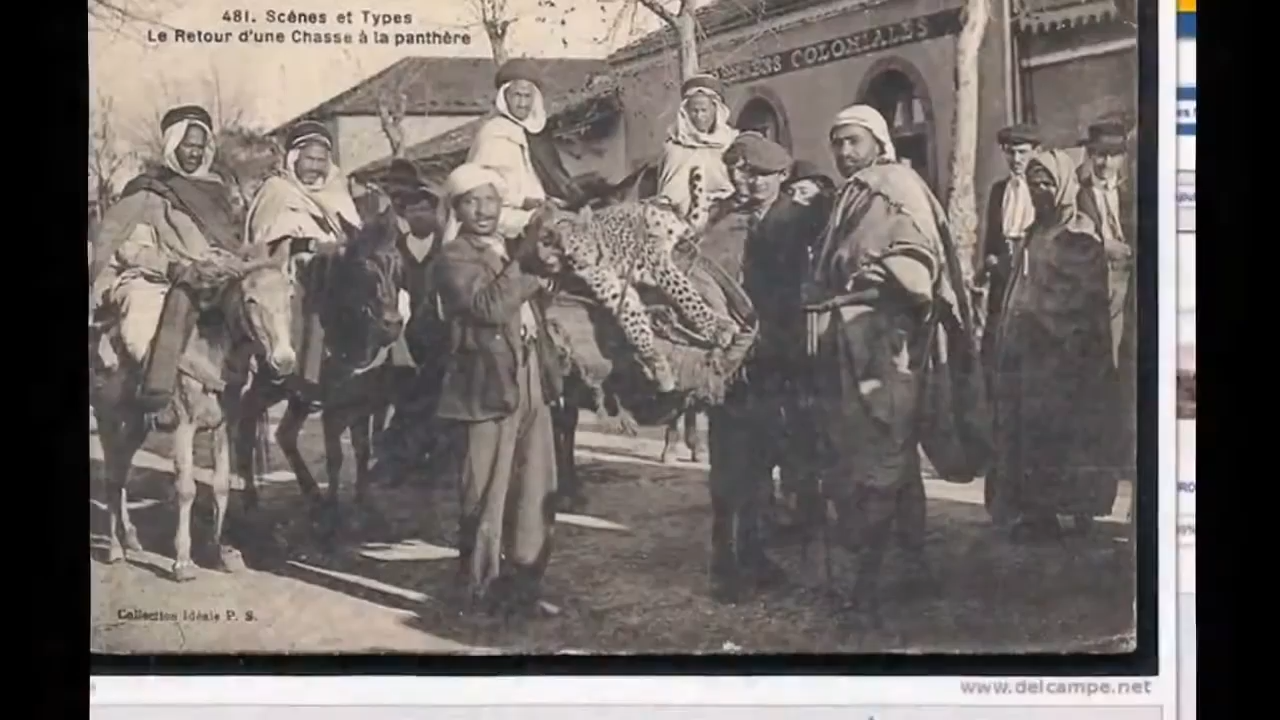 481. Scènes et Types
Le Retour d'une Chasse à la panthère
COLONIALES
Collection Idéale P. S.
www.delcampe.net